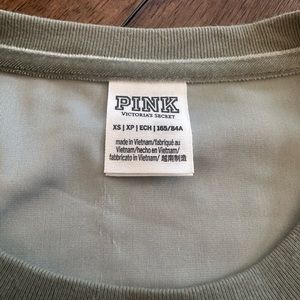 PINK
VICTORIA'S SECRET
XS | XP | ECH | 165/84A
made in Vietnam/fabriqué au
Vietnam/hecho en Vietnam/
fabbricato in Vietnam/ 越南制造